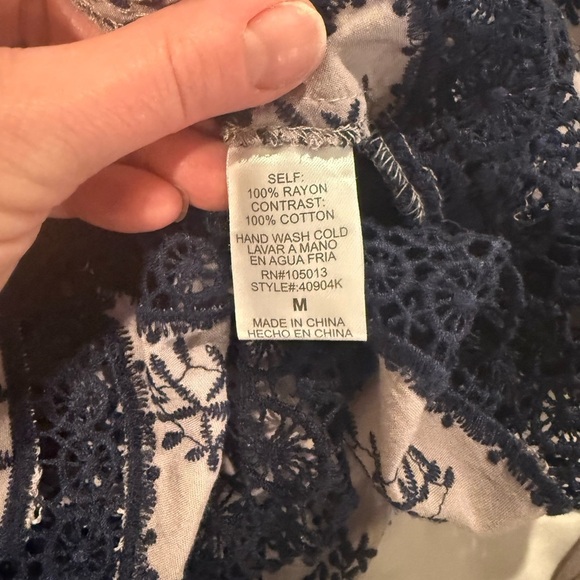 SELF:
100% RAYON
CONTRAST:
100% COTTON
HAND WASH COLD
LAVAR A MANO
EN AGUA FRIA
RN#105013
STYLE#:40904K
M
MADE IN CHINA
HECHO EN CHINA